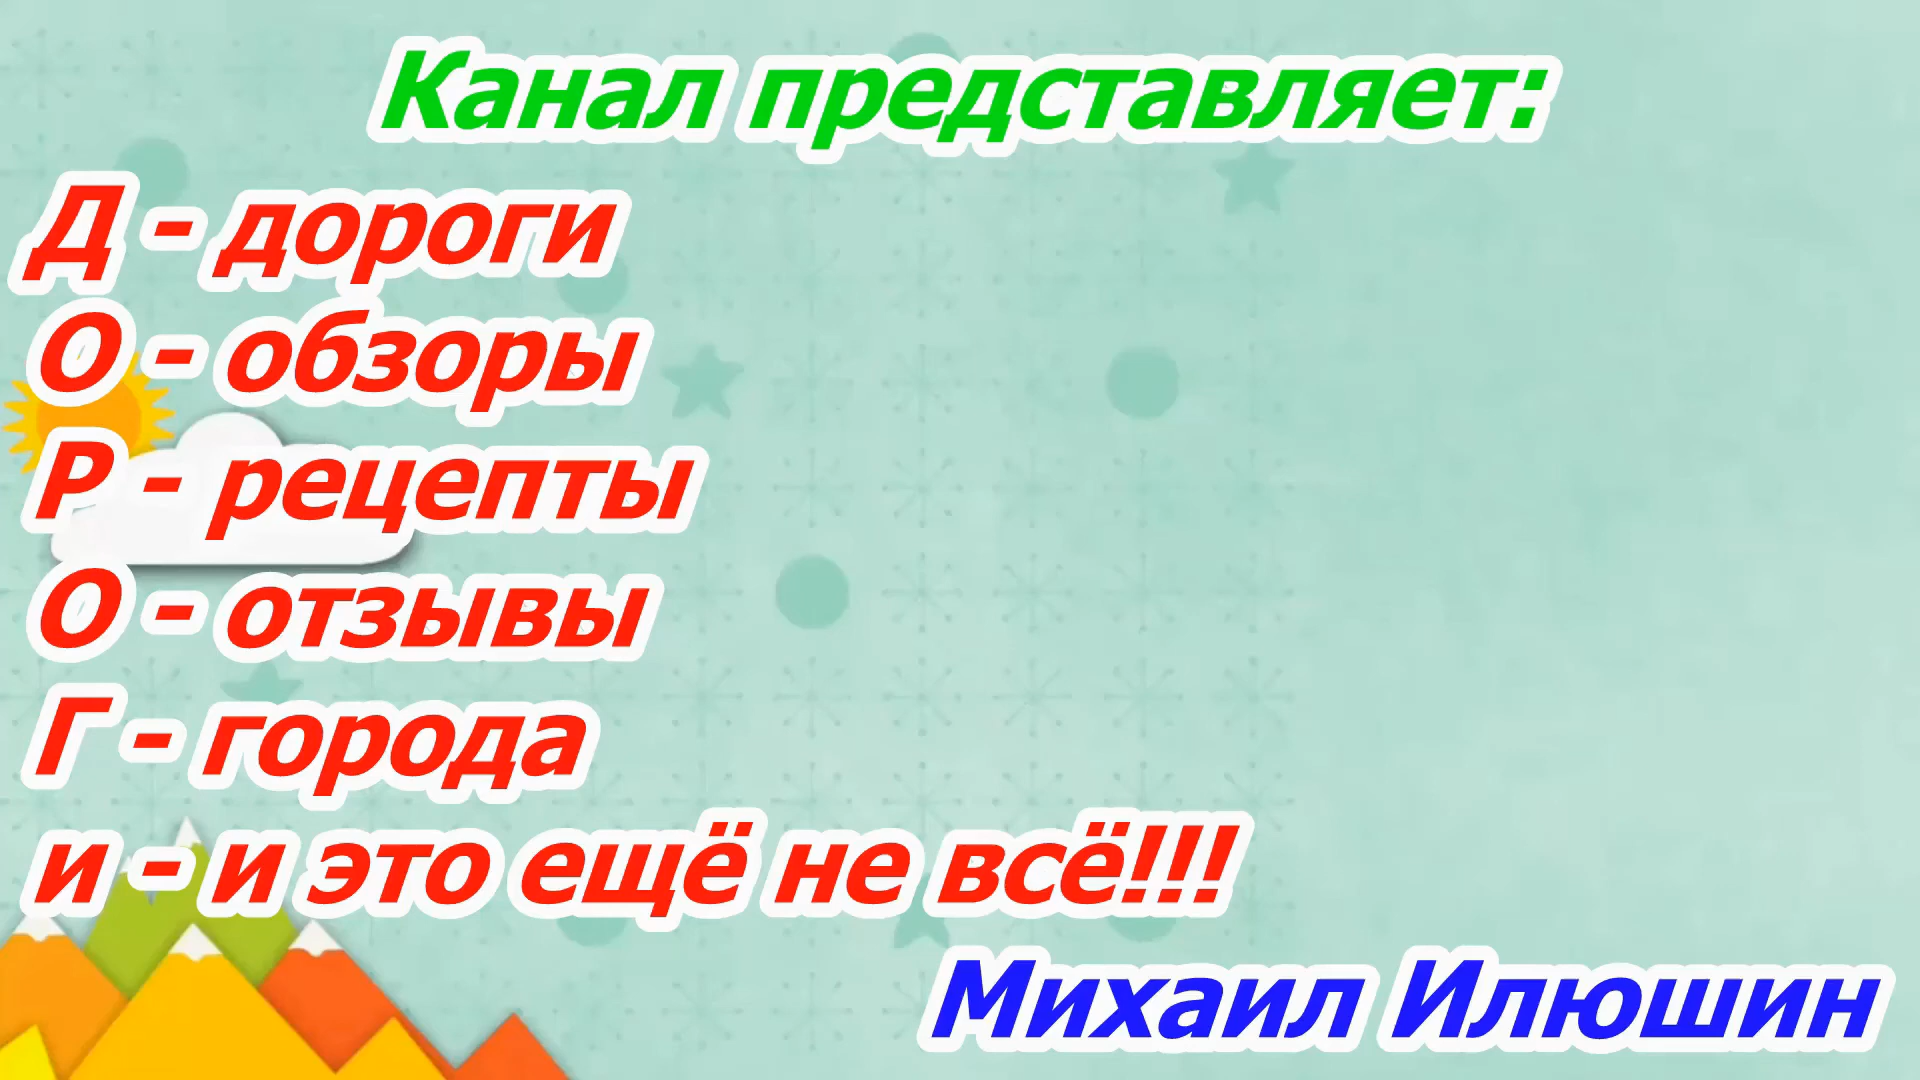 Канал представляет:
Д - дороги
О - обзоры
Р - рецепты
О - отзывы
Г - города
и - и это ещё не всё!!!
Михаил Илюшин